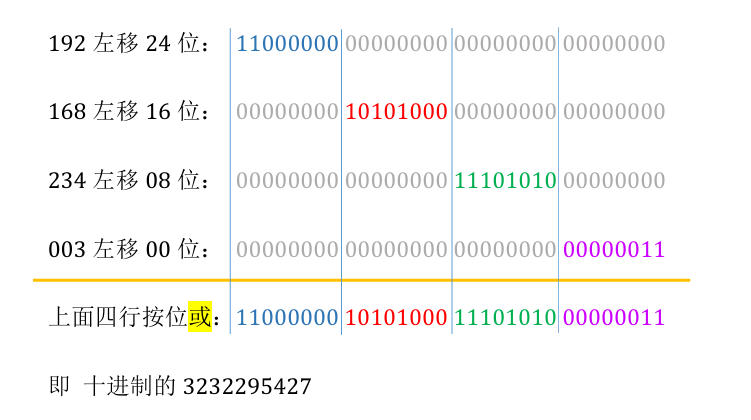 192 左移 24 位： 11000000 00000000 00000000 00000000
168 左移 16 位： 00000000 10101000 00000000 00000000
234 左移 08 位： 00000000 00000000 11101010 00000000
003 左移 00 位： 00000000 00000000 00000000 00000011
上面四行按位或： 11000000 10101000 11101010 00000011
即 十进制的 3232295427